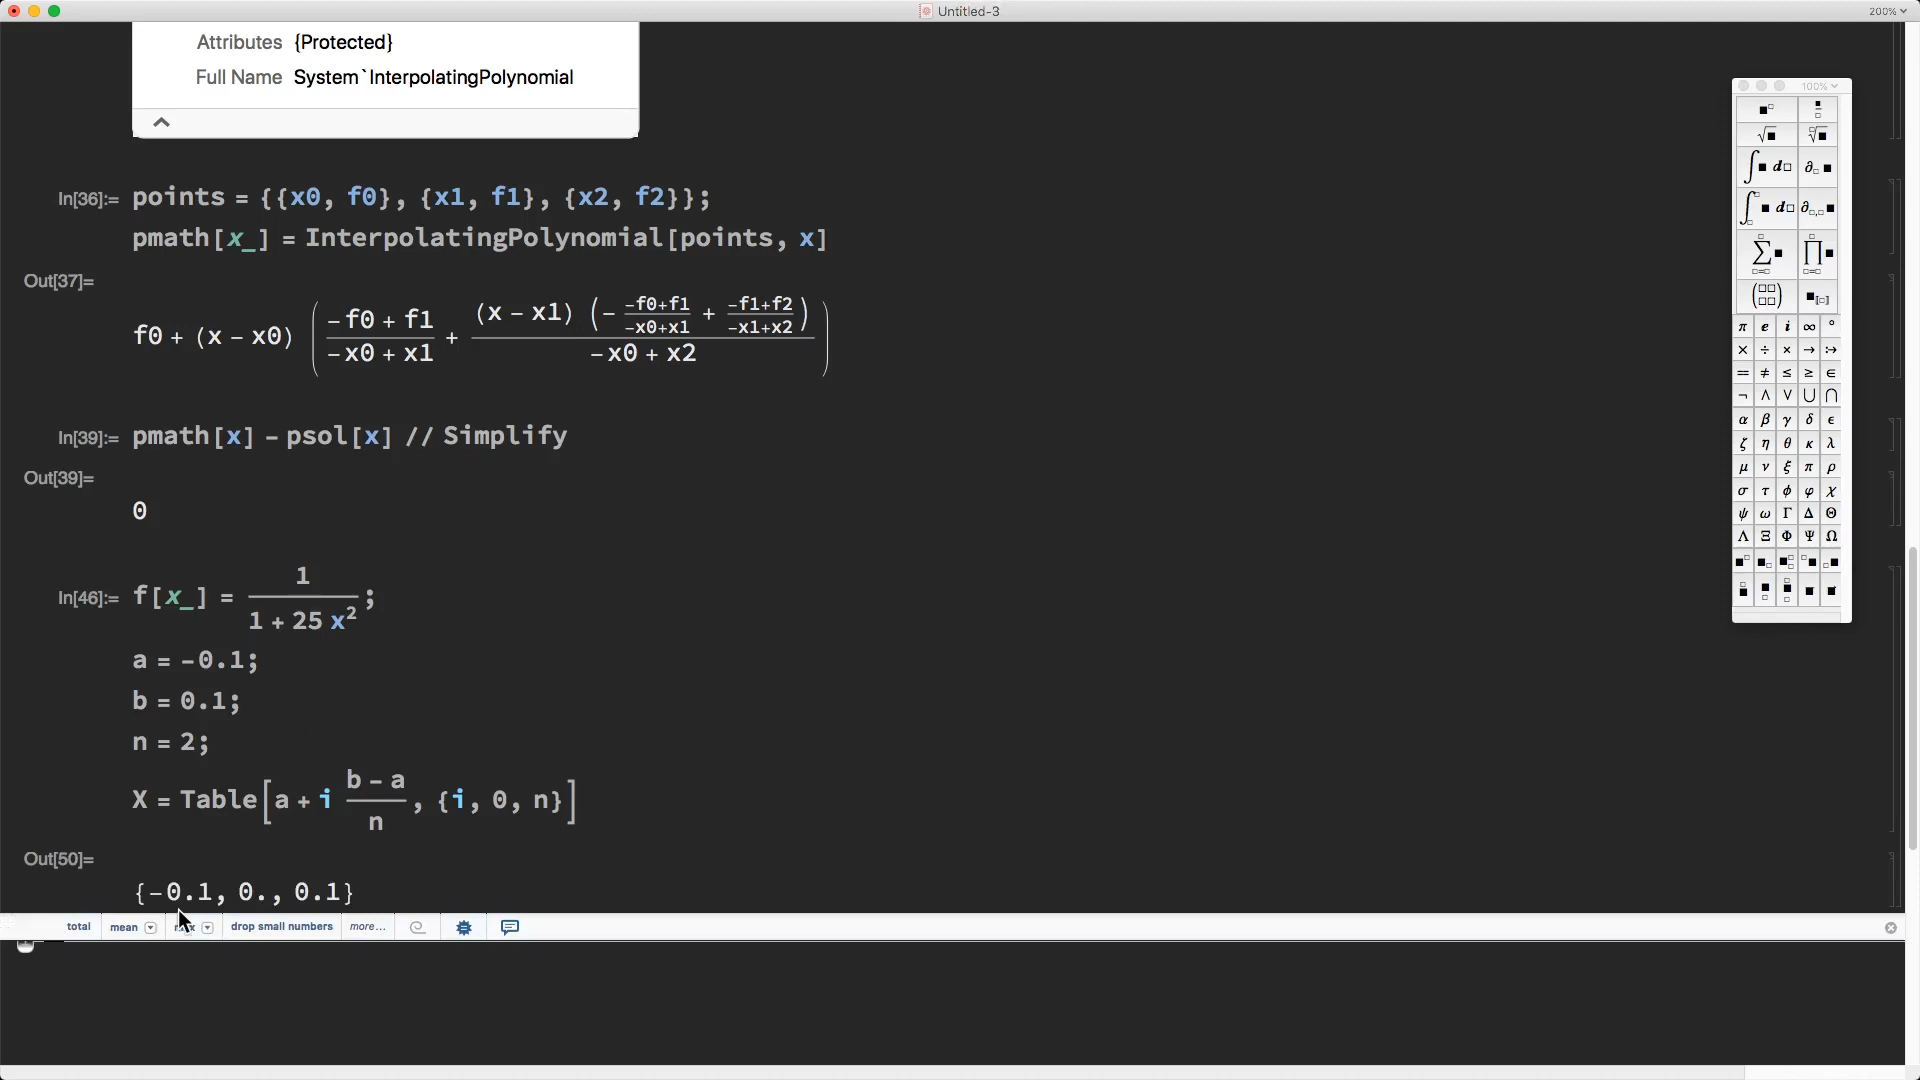 Untitled-3
200%
Attributes {Protected}
Full Name System`InterpolatingPolynomial
100%
In[36]:= points = {{x0, f0}, {x1, f1}, {x2, f2}};
pmath[x_] = InterpolatingPolynomial[points, x]
Out[37]=
f0 + (x - x0) ( (-f0 + f1)/(-x0 + x1) + ((x - x1) (- (-f0+f1)/(-x0+x1) + (-f1+f2)/(-x1+x2)))/(-x0 + x2) )
In[39]:= pmath[x] - psol[x] // Simplify
Out[39]=
0
In[46]:= f[x_] = 1/(1 + 25 x²);
a = -0.1;
b = 0.1;
n = 2;
X = Table[a + i (b - a)/n, {i, 0, n}]
Out[50]=
{-0.1, 0., 0.1}
total mean drop small numbers more...
d d
∂ ∂
∑ ∏
π e i ∞ °
× ÷ × → :→
== ≠ ≤ ≥ ∈
¬ ∧ ∨ ∪ ∩
α β γ δ ϵ
ζ η θ κ λ
μ ν ξ π ρ
σ τ ϕ φ χ
ψ ω Γ Δ Θ
Λ Ξ Φ Ψ Ω